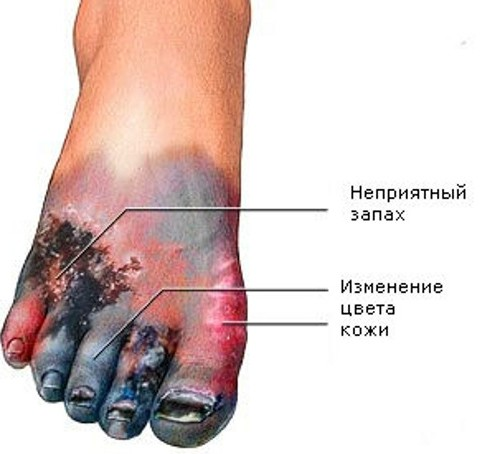 Неприятный
запах
Изменение
цвета
кожи